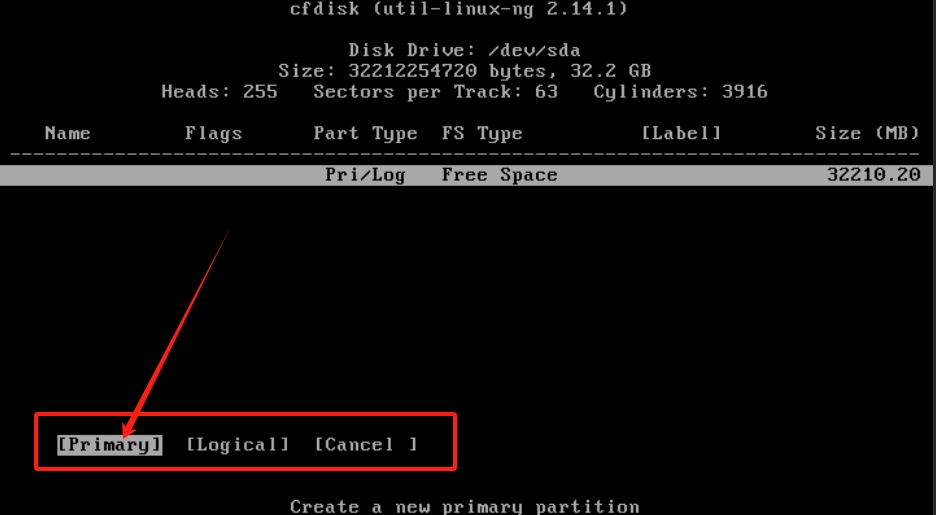 cfdisk (util-linux-ng 2.14.1)
Disk Drive: /dev/sda
Size: 32212254720 bytes, 32.2 GB
Heads: 255   Sectors per Track: 63   Cylinders: 3916
Name   Flags   Part Type   FS Type   [Label]   Size (MB)
Pri/Log   Free Space   32210.20
[Primary]   [Logical]   [Cancel ]
Create a new primary partition